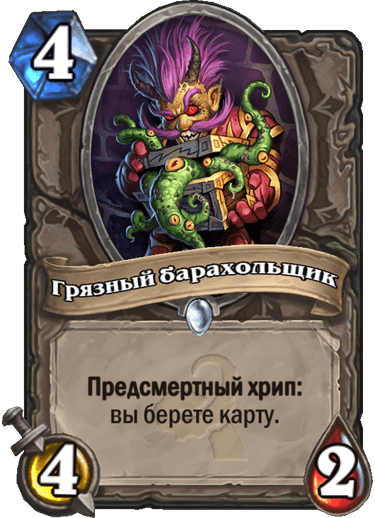 4
Грязный барахольщик
Предсмертный хрип:
вы берете карту.
4
2